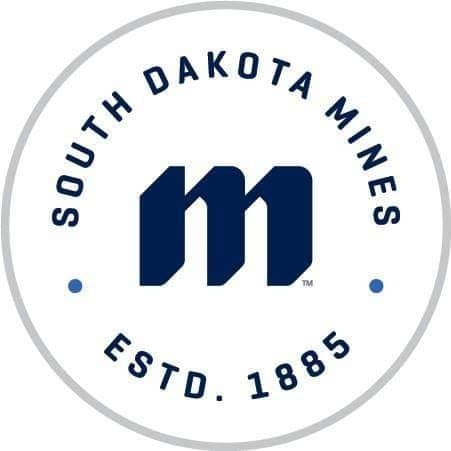 SOUTH DAKOTA MINES
m
TM
ESTD. 1885